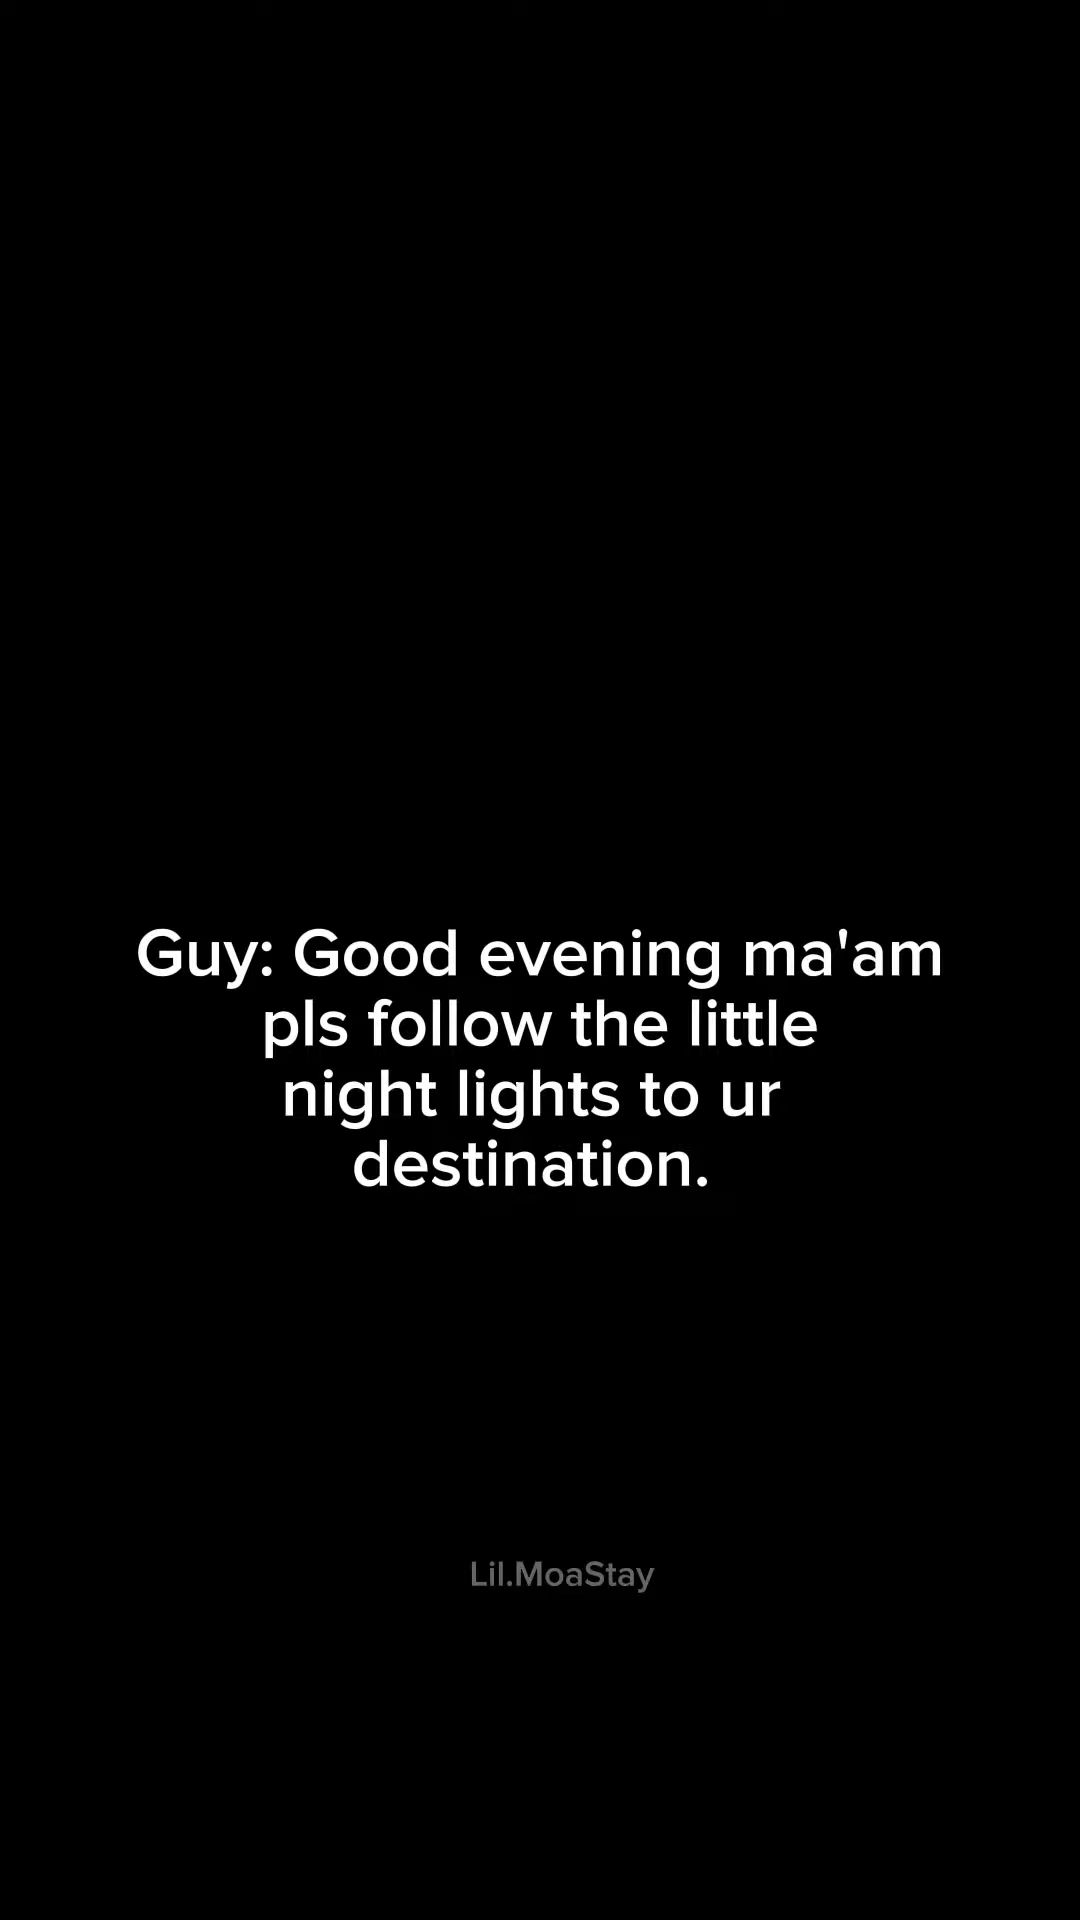 Guy: Good evening ma'am
pls follow the little
night lights to ur
destination.
Lil.MoaStay